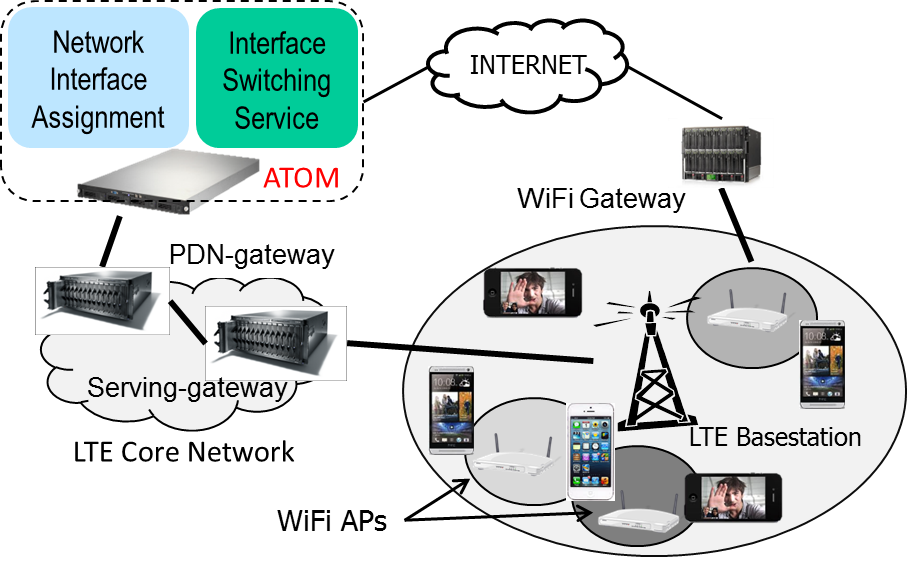 Network
Interface
Assignment
Interface
Switching
Service
ATOM
INTERNET
WiFi Gateway
PDN-gateway
Serving-gateway
LTE Core Network
10:08
10:08
LTE Basestation
WiFi APs